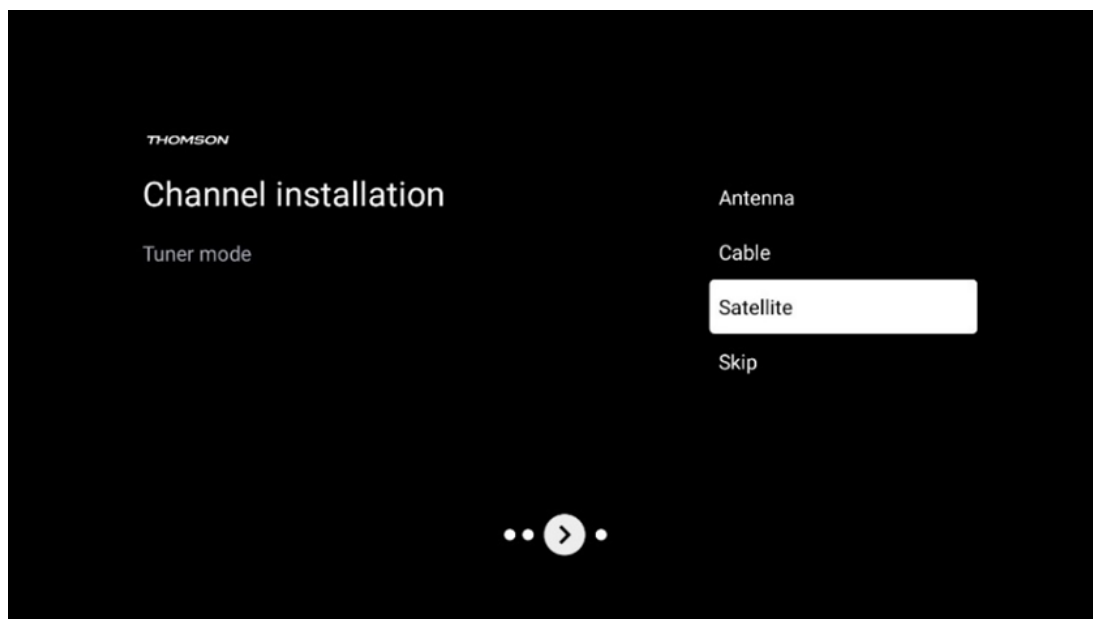 THOMSON
Channel installation
Tuner mode
Antenna
Cable
Satellite
Skip